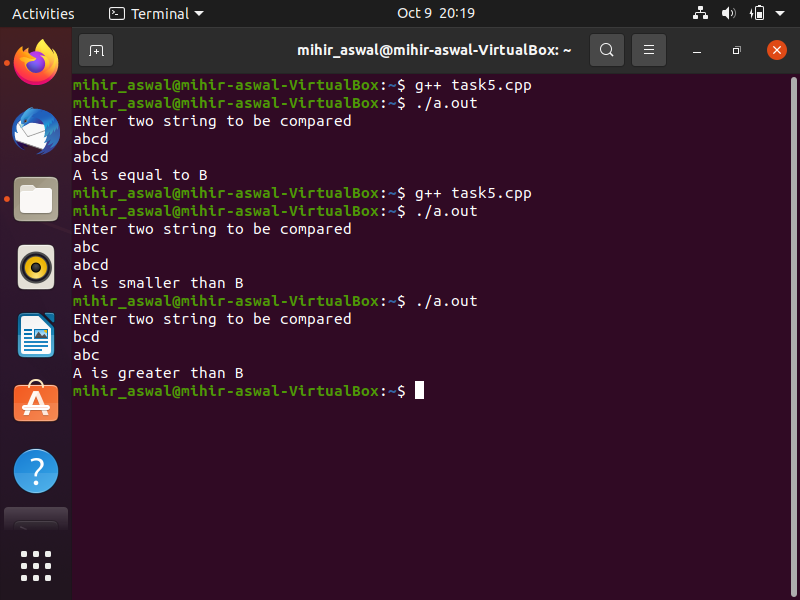 Activities Terminal Oct 9 20:19
mihir_aswal@mihir-aswal-VirtualBox: ~
mihir_aswal@mihir-aswal-VirtualBox:~$ g++ task5.cpp
mihir_aswal@mihir-aswal-VirtualBox:~$ ./a.out
ENter two string to be compared
abcd
abcd
A is equal to B
mihir_aswal@mihir-aswal-VirtualBox:~$ g++ task5.cpp
mihir_aswal@mihir-aswal-VirtualBox:~$ ./a.out
ENter two string to be compared
abc
abcd
A is smaller than B
mihir_aswal@mihir-aswal-VirtualBox:~$ ./a.out
ENter two string to be compared
bcd
abc
A is greater than B
mihir_aswal@mihir-aswal-VirtualBox:~$